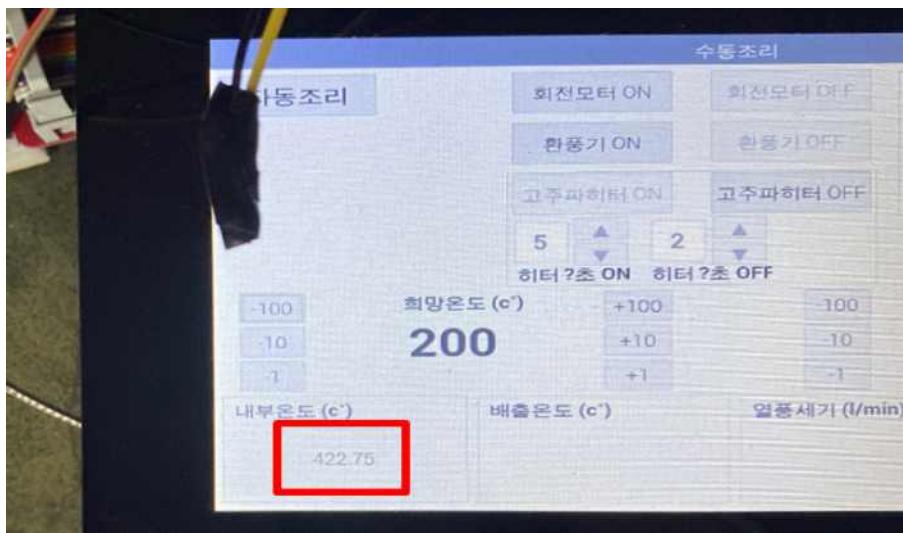 수동조리
동조리
회전모터 ON 회전모터 OFF
환풍기 ON 환풍기 OFF
고주파히터 ON 고주파히터 OFF
5 2
히터 ?초 ON 히터 ?초 OFF
희망온도 (c˚)
-100 +100 -100
-10 200 +10 -10
-1 +1 -1
내부온도 (c˚) 배출온도 (c˚) 열풍세기 (l/min)
422.75